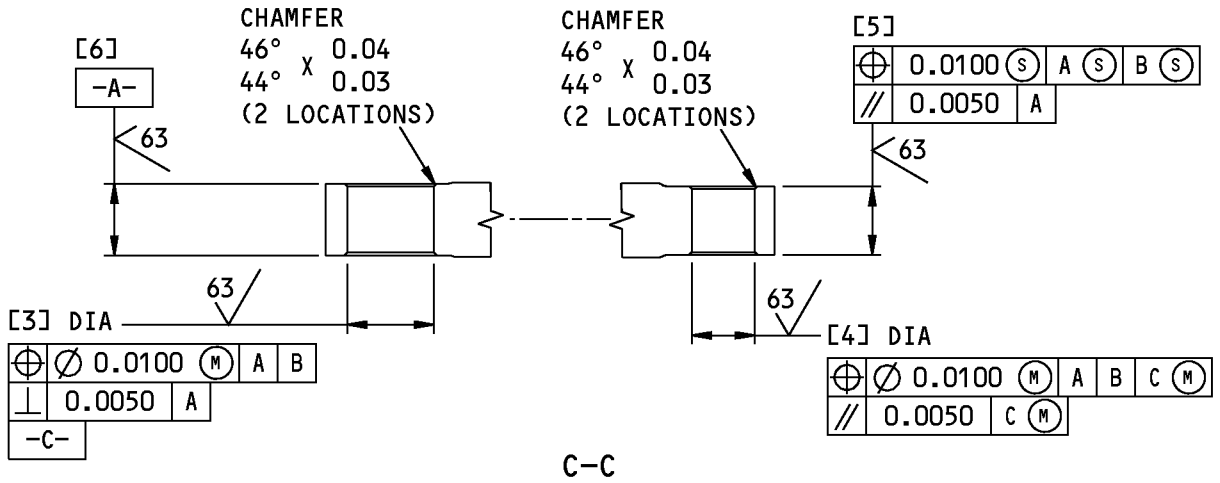 [6]
-A-
63
CHAMFER
46° X 0.04
44° 0.03
(2 LOCATIONS)
CHAMFER
46° X 0.04
44° 0.03
(2 LOCATIONS)
[5]
⌖ 0.0100 Ⓢ A Ⓢ B Ⓢ
// 0.0050 A
63
63
[3] DIA
⌖ Ø 0.0100 Ⓜ A B
⊥ 0.0050 A
-C-
63
[4] DIA
⌖ Ø 0.0100 Ⓜ A B C Ⓜ
// 0.0050 C Ⓜ
C-C